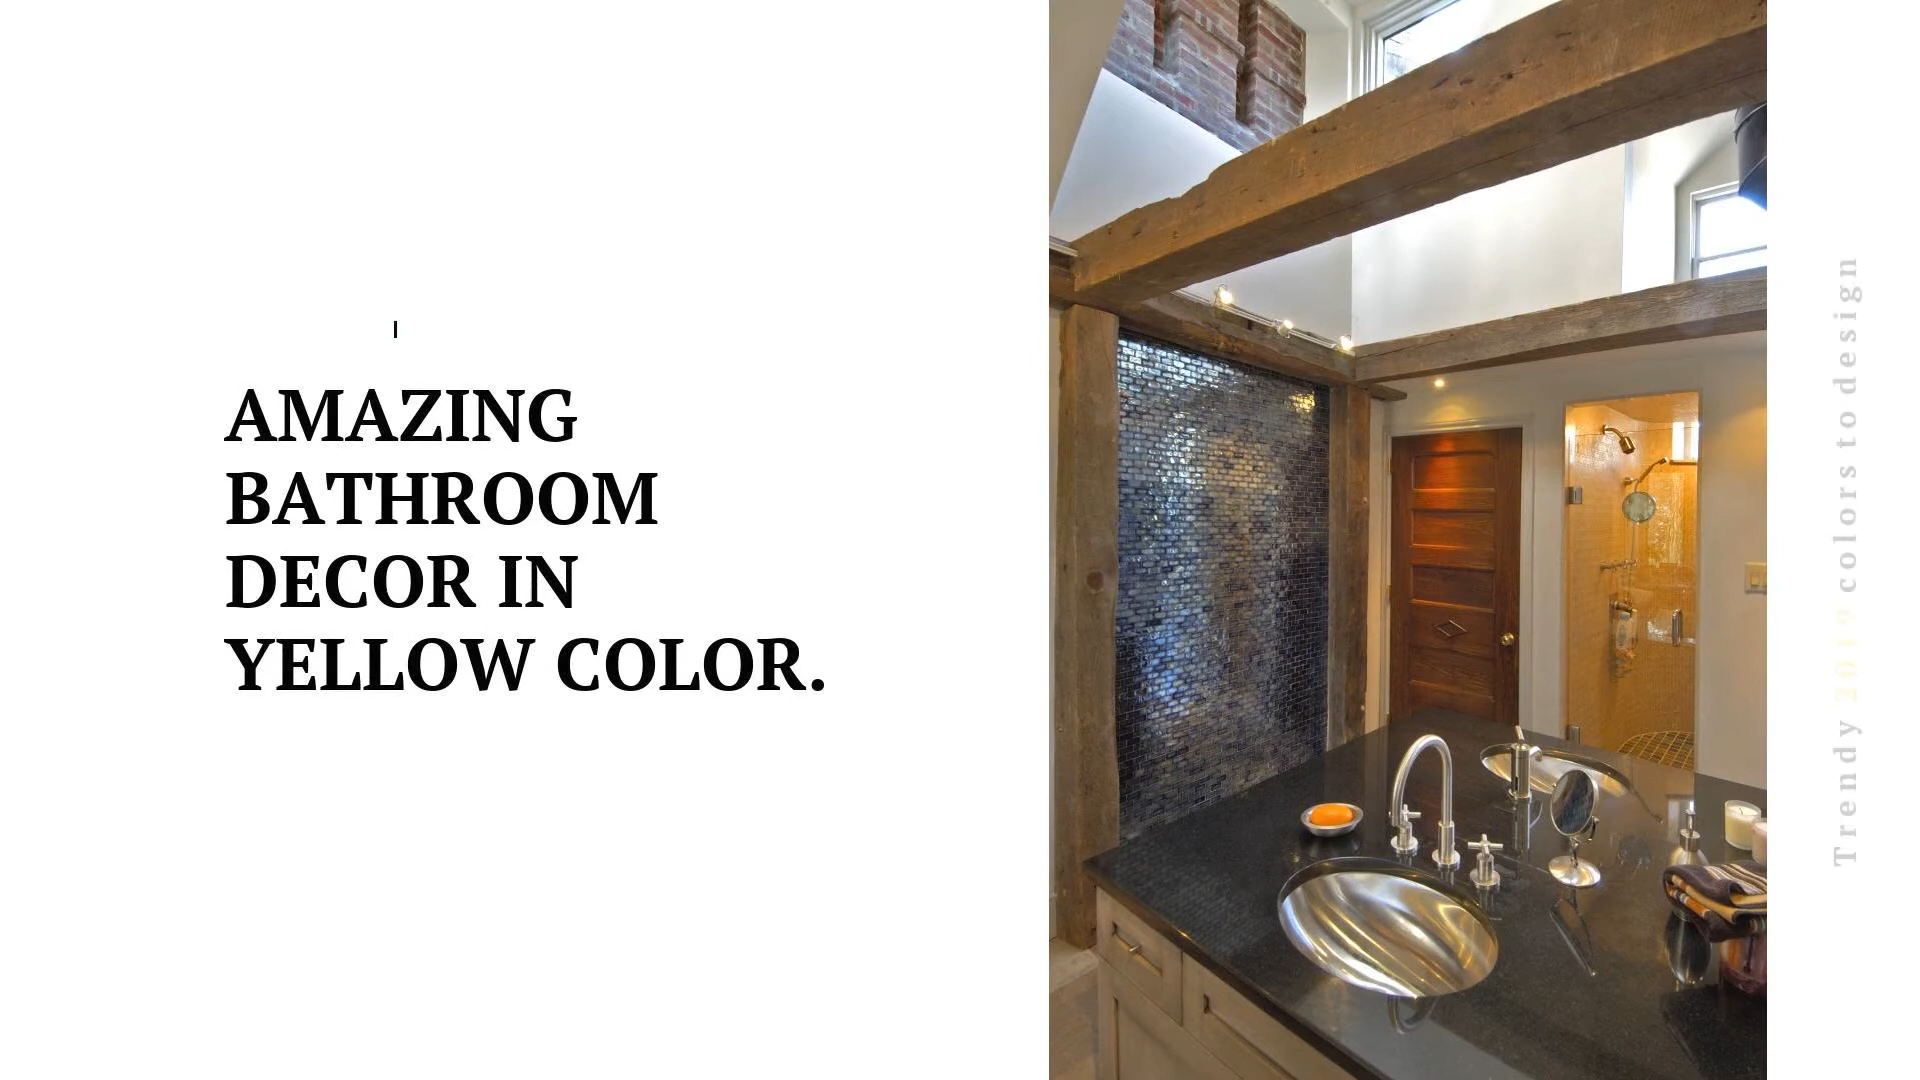 AMAZING
BATHROOM
DECOR IN
YELLOW COLOR.
Trendy 2019 colors to design